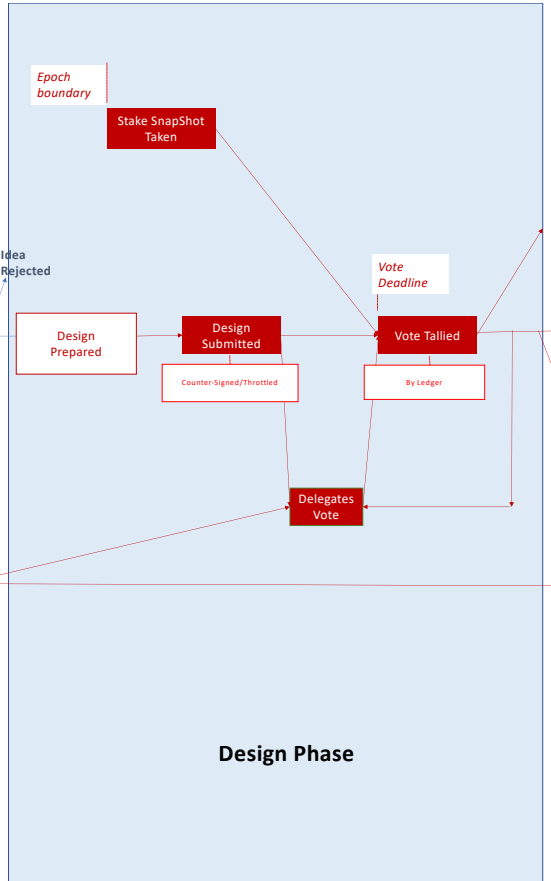 Epoch
boundary
Stake SnapShot
Taken
Idea
Rejected
Vote
Deadline
Design
Prepared
Design
Submitted
Vote Tallied
Counter-Signed/Throttled
By Ledger
Delegates
Vote
Design Phase